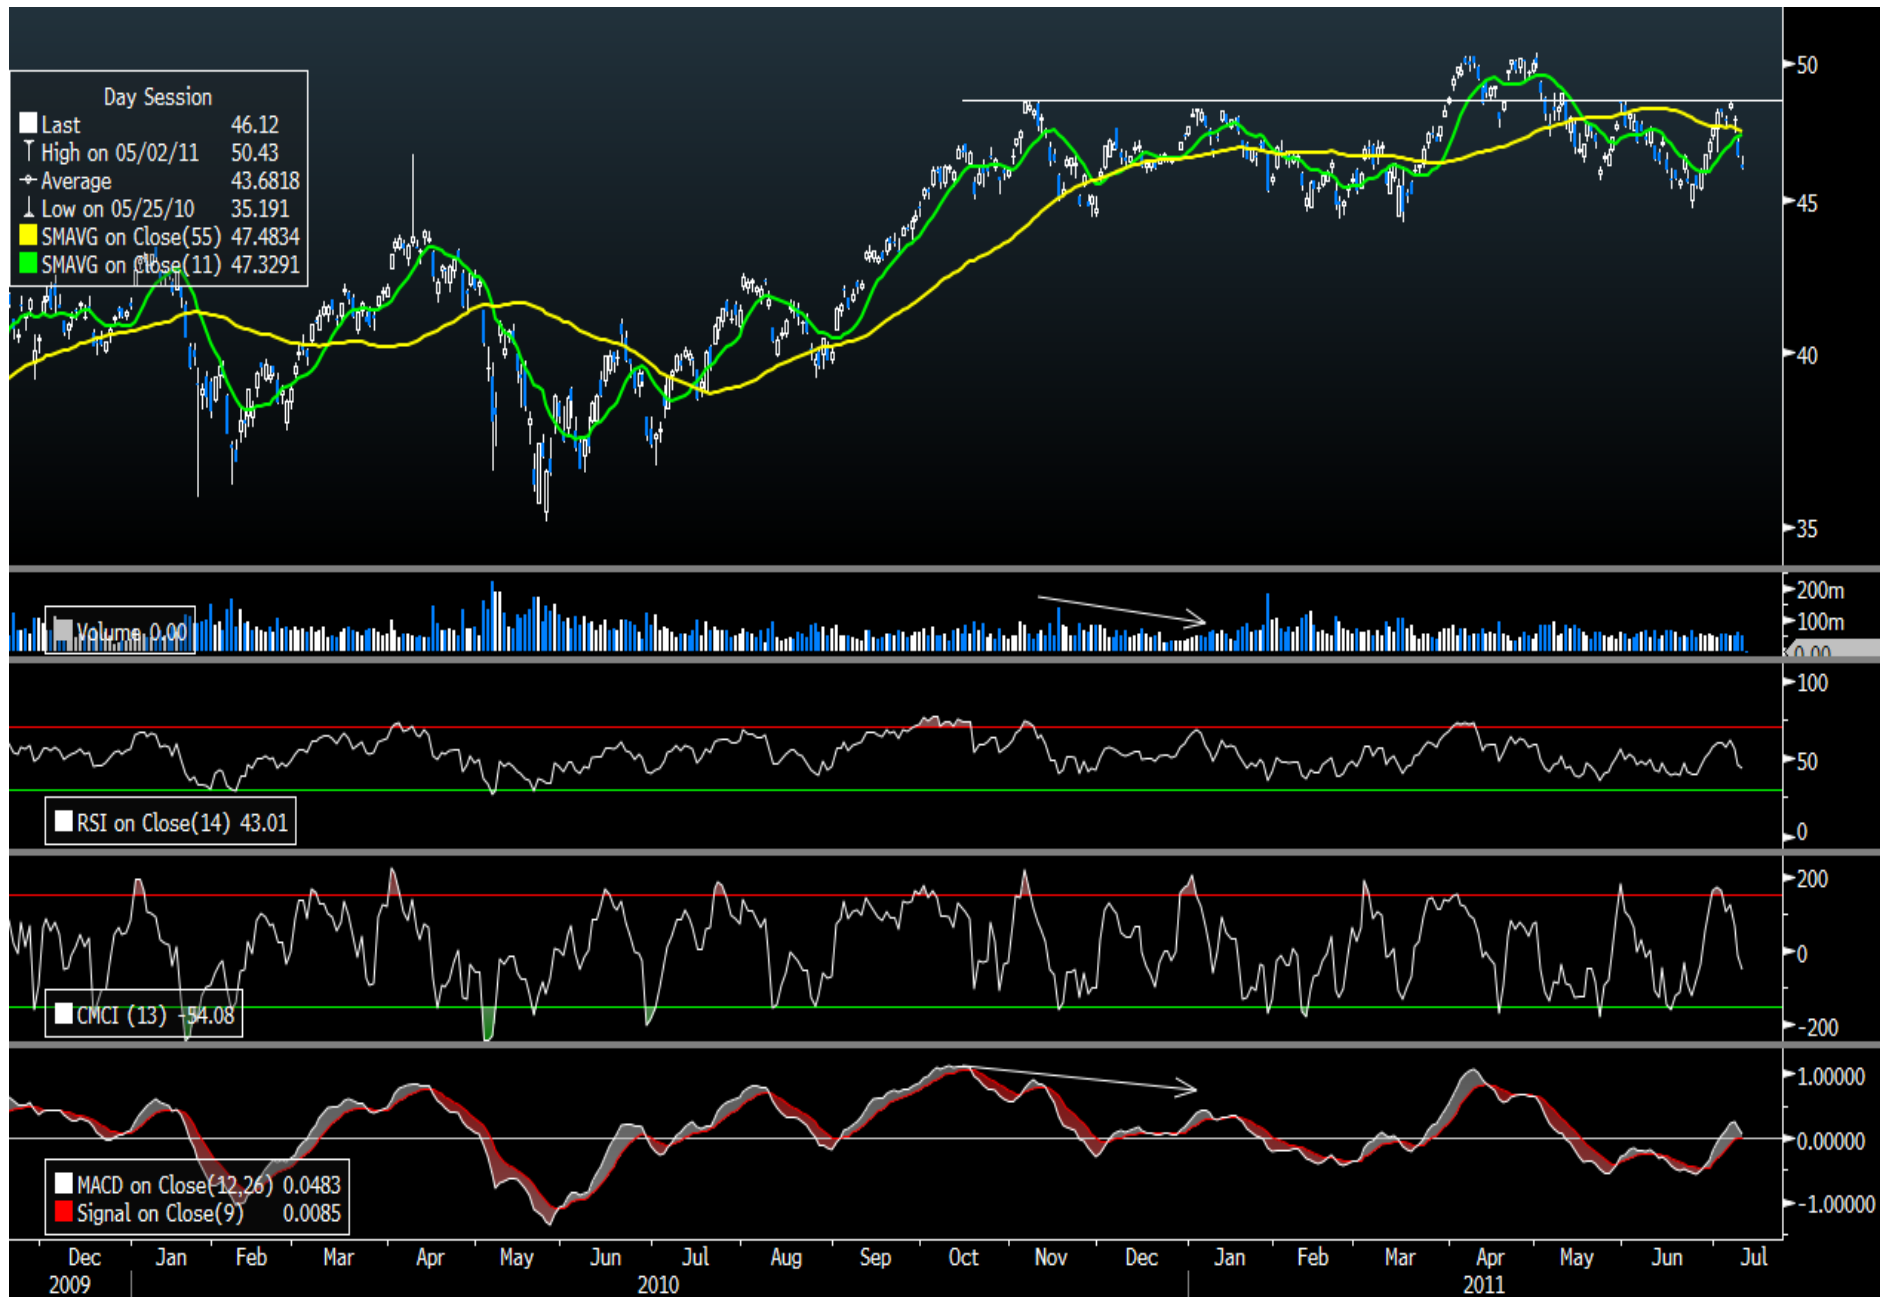 Day Session
Last 46.12
High on 05/02/11 50.43
Average 43.6818
Low on 05/25/10 35.191
SMAVG on Close(55) 47.4834
SMAVG on Close(11) 47.3291
50
45
40
35
Volume 0.00
200m
100m
0.00
100
50
0
RSI on Close(14) 43.01
200
0
-200
CMCI (13) -54.08
1.00000
0.00000
-1.00000
MACD on Close(12,26) 0.0483
Signal on Close(9) 0.0085
Dec Jan Feb Mar Apr May Jun Jul Aug Sep Oct Nov Dec Jan Feb Mar Apr May Jun Jul
2009 2010 2011